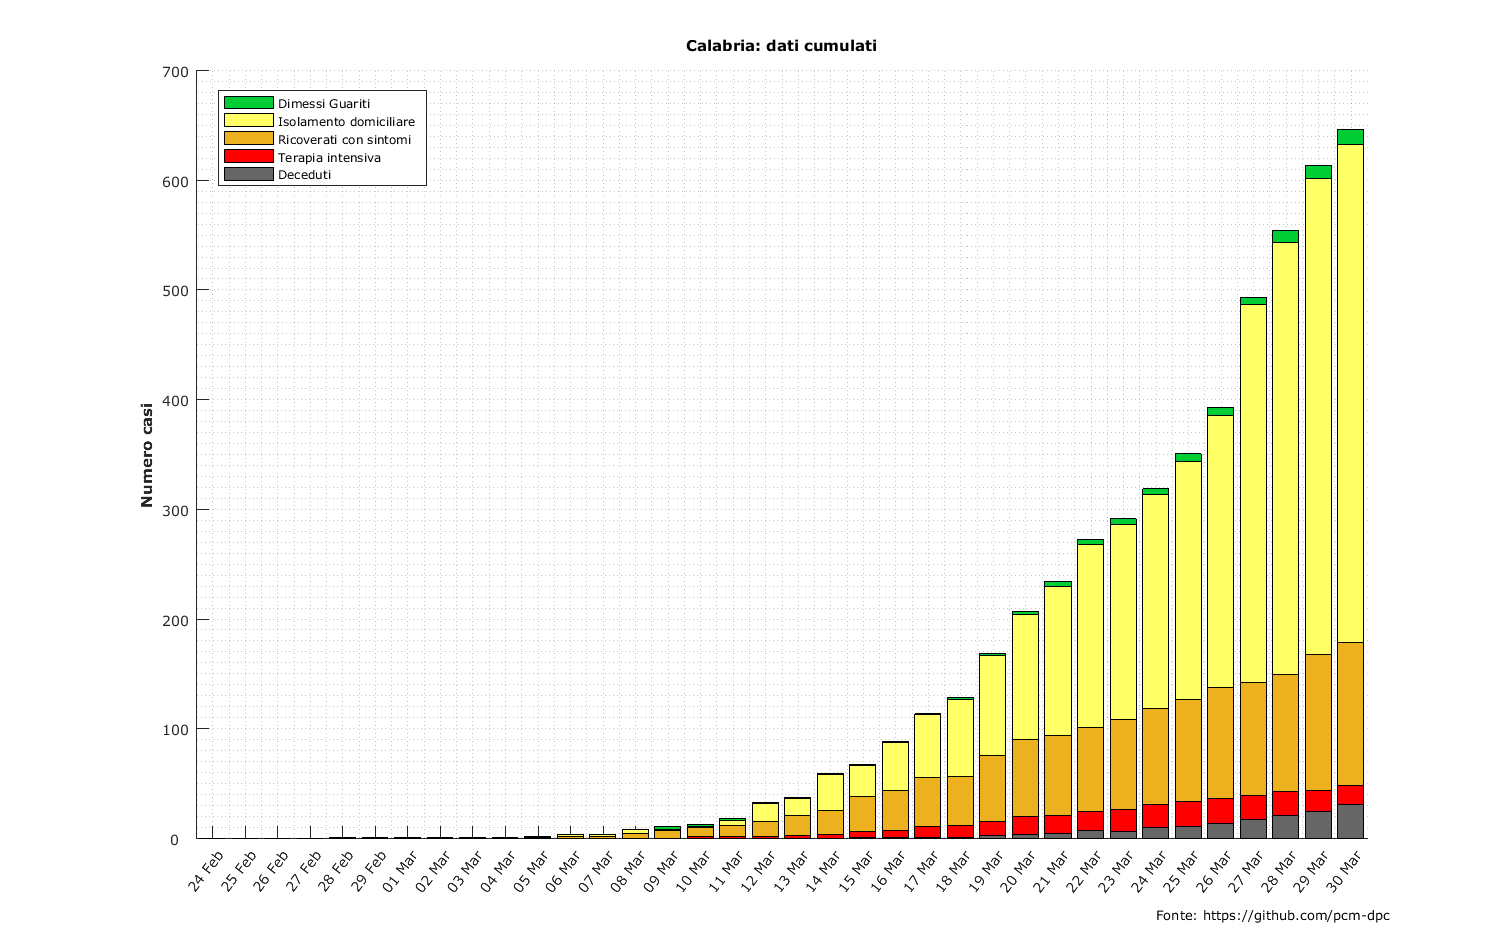 Calabria: dati cumulati
700
600
500
400
300
200
100
0
Numero casi
Dimessi Guariti
Isolamento domiciliare
Ricoverati con sintomi
Terapia intensiva
Deceduti
24 Feb
25 Feb
26 Feb
27 Feb
28 Feb
29 Feb
01 Mar
02 Mar
03 Mar
04 Mar
05 Mar
06 Mar
07 Mar
08 Mar
09 Mar
10 Mar
11 Mar
12 Mar
13 Mar
14 Mar
15 Mar
16 Mar
17 Mar
18 Mar
19 Mar
20 Mar
21 Mar
22 Mar
23 Mar
24 Mar
25 Mar
26 Mar
27 Mar
28 Mar
29 Mar
30 Mar
Fonte: https://github.com/pcm-dpc